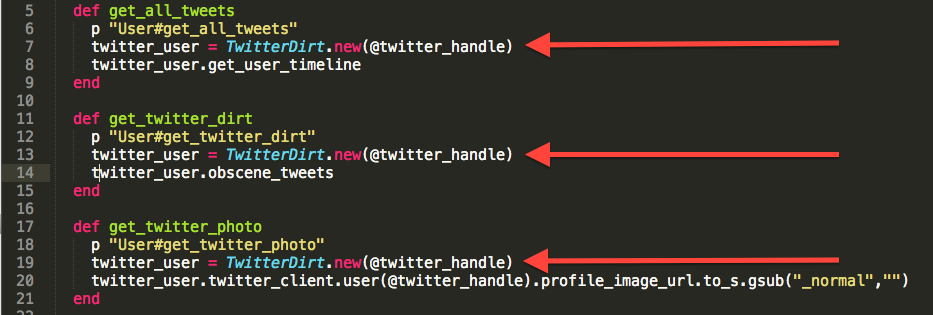 5 def get_all_tweets
6 p "User#get_all_tweets"
7 twitter_user = TwitterDirt.new(@twitter_handle)
8 twitter_user.get_user_timeline
9 end
10
11 def get_twitter_dirt
12 p "User#get_twitter_dirt"
13 twitter_user = TwitterDirt.new(@twitter_handle)
14 twitter_user.obscene_tweets
15 end
16
17 def get_twitter_photo
18 p "User#get_twitter_photo"
19 twitter_user = TwitterDirt.new(@twitter_handle)
20 twitter_user.twitter_client.user(@twitter_handle).profile_image_url.to_s.gsub("_normal","")
21 end